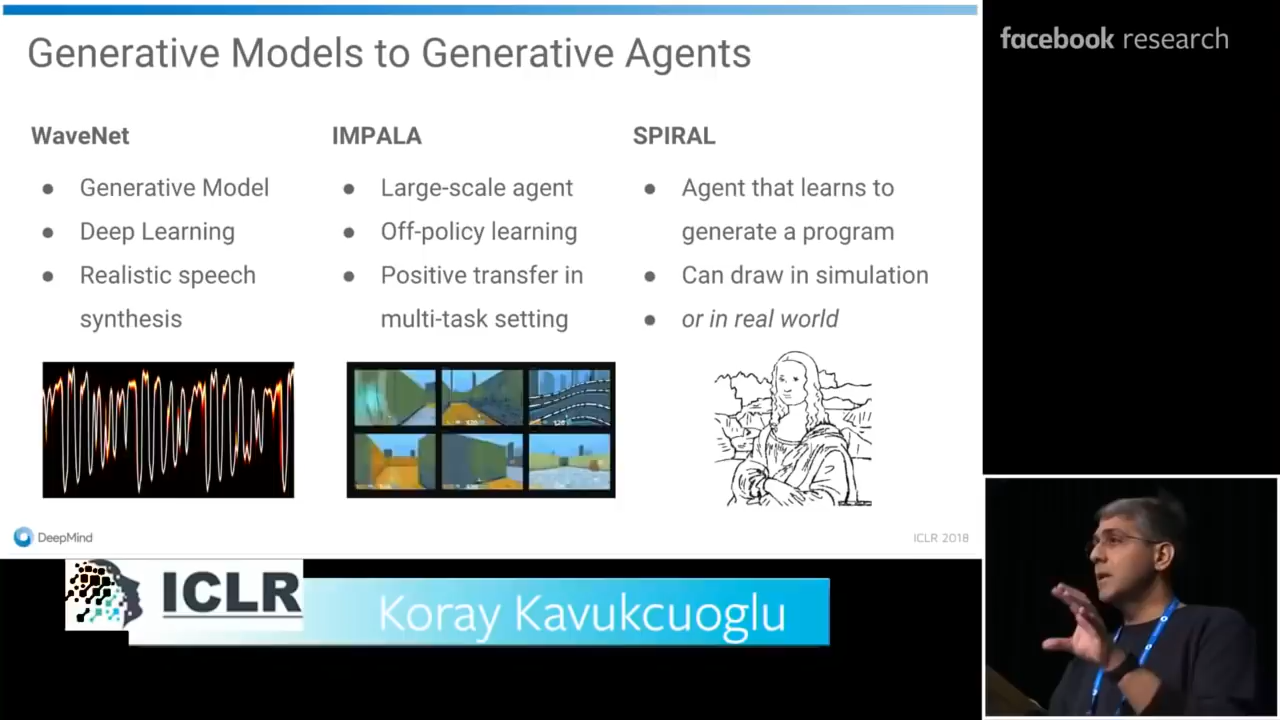 Generative Models to Generative Agents
facebook research
WaveNet
● Generative Model
● Deep Learning
● Realistic speech
synthesis
IMPALA
● Large-scale agent
● Off-policy learning
● Positive transfer in
multi-task setting
SPIRAL
● Agent that learns to
generate a program
● Can draw in simulation
● or in real world
DeepMind
ICLR 2018
ICLR
Koray Kavukcuoglu